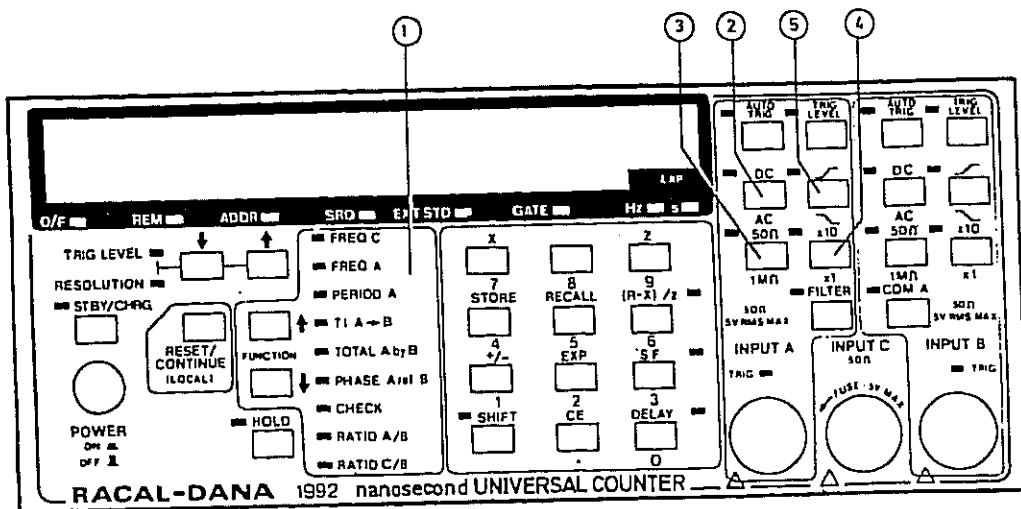 1 3 2 5 4
AUTO TRIG TRIG LEVEL AUTO TRIG TRIG LEVEL
EXP
O/F REM ADDR SRQ EXT STD GATE Hz s
DC DC
AC AC
50Ω x10 50Ω x10
1MΩ x1 1MΩ x1
FILTER COM A
50Ω 5V RMS MAX 50Ω 5V RMS MAX
INPUT A INPUT C INPUT B
50Ω
TRIG TRIG
FUSE · 5V MAX
TRIG LEVEL
RESOLUTION
STBY/CHRG
RESET/
CONTINUE
(LOCAL)
FUNCTION
POWER
ON
OFF
HOLD
FREQ C
FREQ A
PERIOD A
T I A→B
TOTAL A by B
PHASE A rel B
CHECK
RATIO A/B
RATIO C/B
X Z
7 8 9
STORE RECALL (R-X)/Z
4 5 6
+/- EXP SF
1 2 3
SHIFT CE DELAY
. 0
RACAL-DANA 1992 nanosecond UNIVERSAL COUNTER